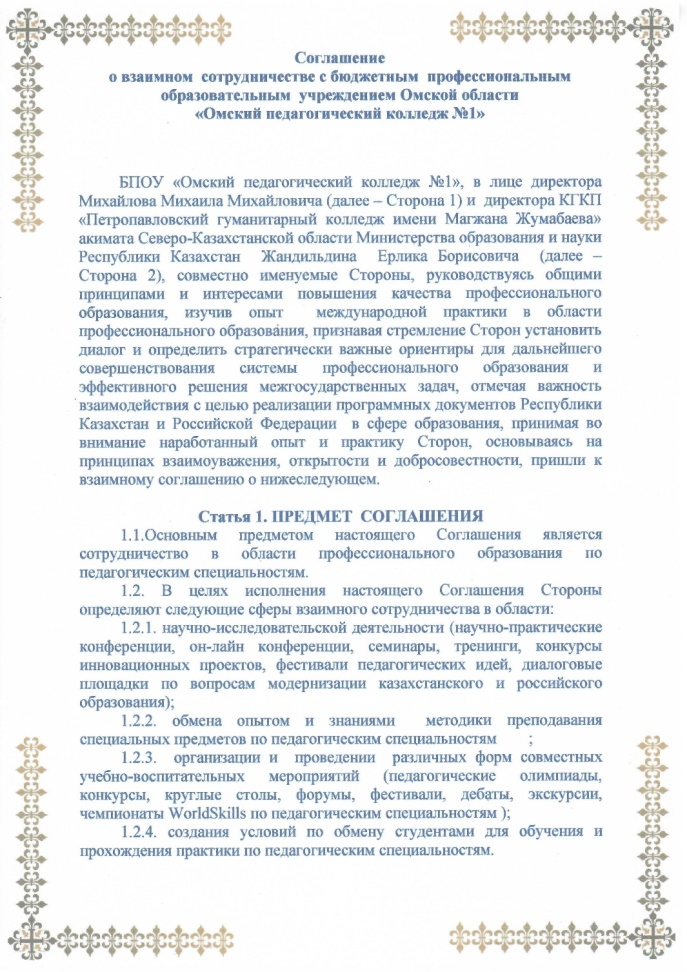 Соглашение
о взаимном сотрудничестве с бюджетным профессиональным
образовательным учреждением Омской области
«Омский педагогический колледж №1»
БПОУ «Омский педагогический колледж №1», в лице директора
Михайлова Михаила Михайловича (далее – Сторона 1) и директора КГКП
«Петропавловский гуманитарный колледж имени Магжана Жумабаева»
акимата Северо-Казахстанской области Министерства образования и науки
Республики Казахстан Жандильдина Ерлика Борисовича (далее –
Сторона 2), совместно именуемые Стороны, руководствуясь общими
принципами и интересами повышения качества профессионального
образования, изучив опыт международной практики в области
профессионального образования, признавая стремление Сторон установить
диалог и определить стратегически важные ориентиры для дальнейшего
совершенствования системы профессионального образования и
эффективного решения межгосударственных задач, отмечая важность
взаимодействия с целью реализации программных документов Республики
Казахстан и Российской Федерации в сфере образования, принимая во
внимание наработанный опыт и практику Сторон, основываясь на
принципах взаимоуважения, открытости и добросовестности, пришли к
взаимному соглашению о нижеследующем.
Статья 1. ПРЕДМЕТ СОГЛАШЕНИЯ
1.1.Основным предметом настоящего Соглашения является
сотрудничество в области профессионального образования по
педагогическим специальностям.
1.2. В целях исполнения настоящего Соглашения Стороны
определяют следующие сферы взаимного сотрудничества в области:
1.2.1. научно-исследовательской деятельности (научно-практические
конференции, он-лайн конференции, семинары, тренинги, конкурсы
инновационных проектов, фестивали педагогических идей, диалоговые
площадки по вопросам модернизации казахстанского и российского
образования);
1.2.2. обмена опытом и знаниями методики преподавания
специальных предметов по педагогическим специальностям ;
1.2.3. организации и проведении различных форм совместных
учебно-воспитательных мероприятий (педагогические олимпиады,
конкурсы, круглые столы, форумы, фестивали, дебаты, экскурсии,
чемпионаты WorldSkills по педагогическим специальностям );
1.2.4. создания условий по обмену студентами для обучения и
прохождения практики по педагогическим специальностям.